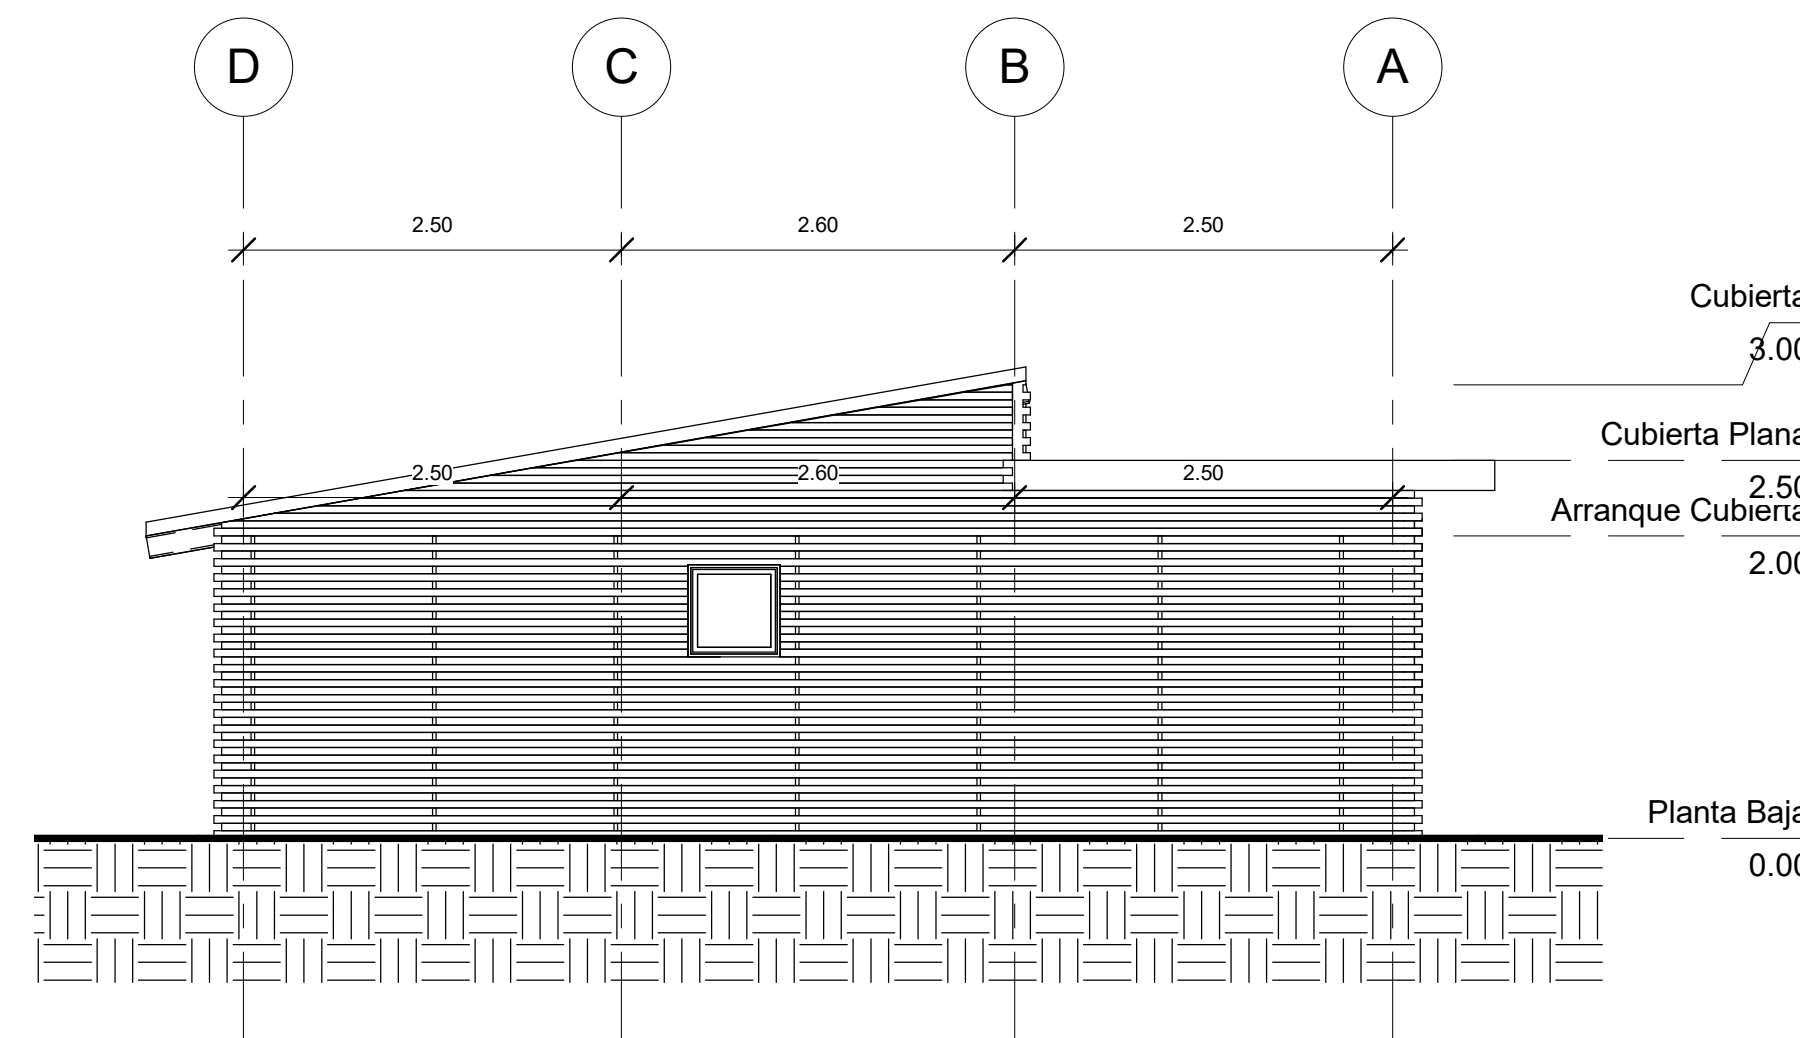 D C B A
2.50 2.60 2.50
Cubierta
3.00
Cubierta Plana
2.50 2.60 2.50
2.50
Arranque Cubierta
2.00
Planta Baja
0.00